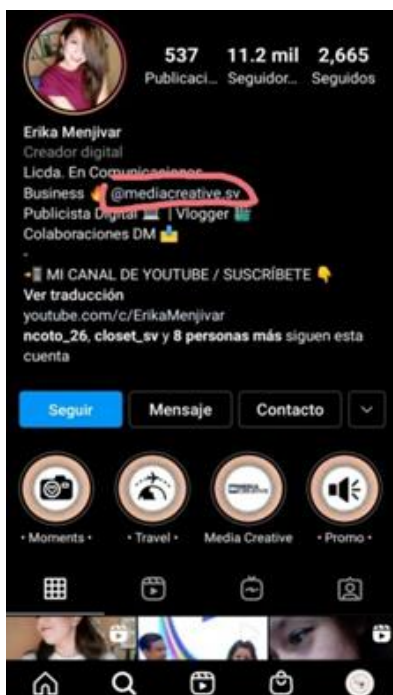 537 11.2 mil 2,665
Publicaci... Seguidor... Seguidos
Erika Menjivar
Creador digital
Licda. En Comunicaciones
Business 🔥 @mediacreative.sv
Publicista Digital 💻 | Vlogger 🗽
Colaboraciones DM 📩
-
📲 MI CANAL DE YOUTUBE / SUSCRÍBETE 👇
Ver traducción
youtube.com/c/ErikaMenjivar
ncoto_26, closet_sv y 8 personas más siguen esta
cuenta
Seguir Mensaje Contacto
• Moments • • Travel • Media Creative • Promo •